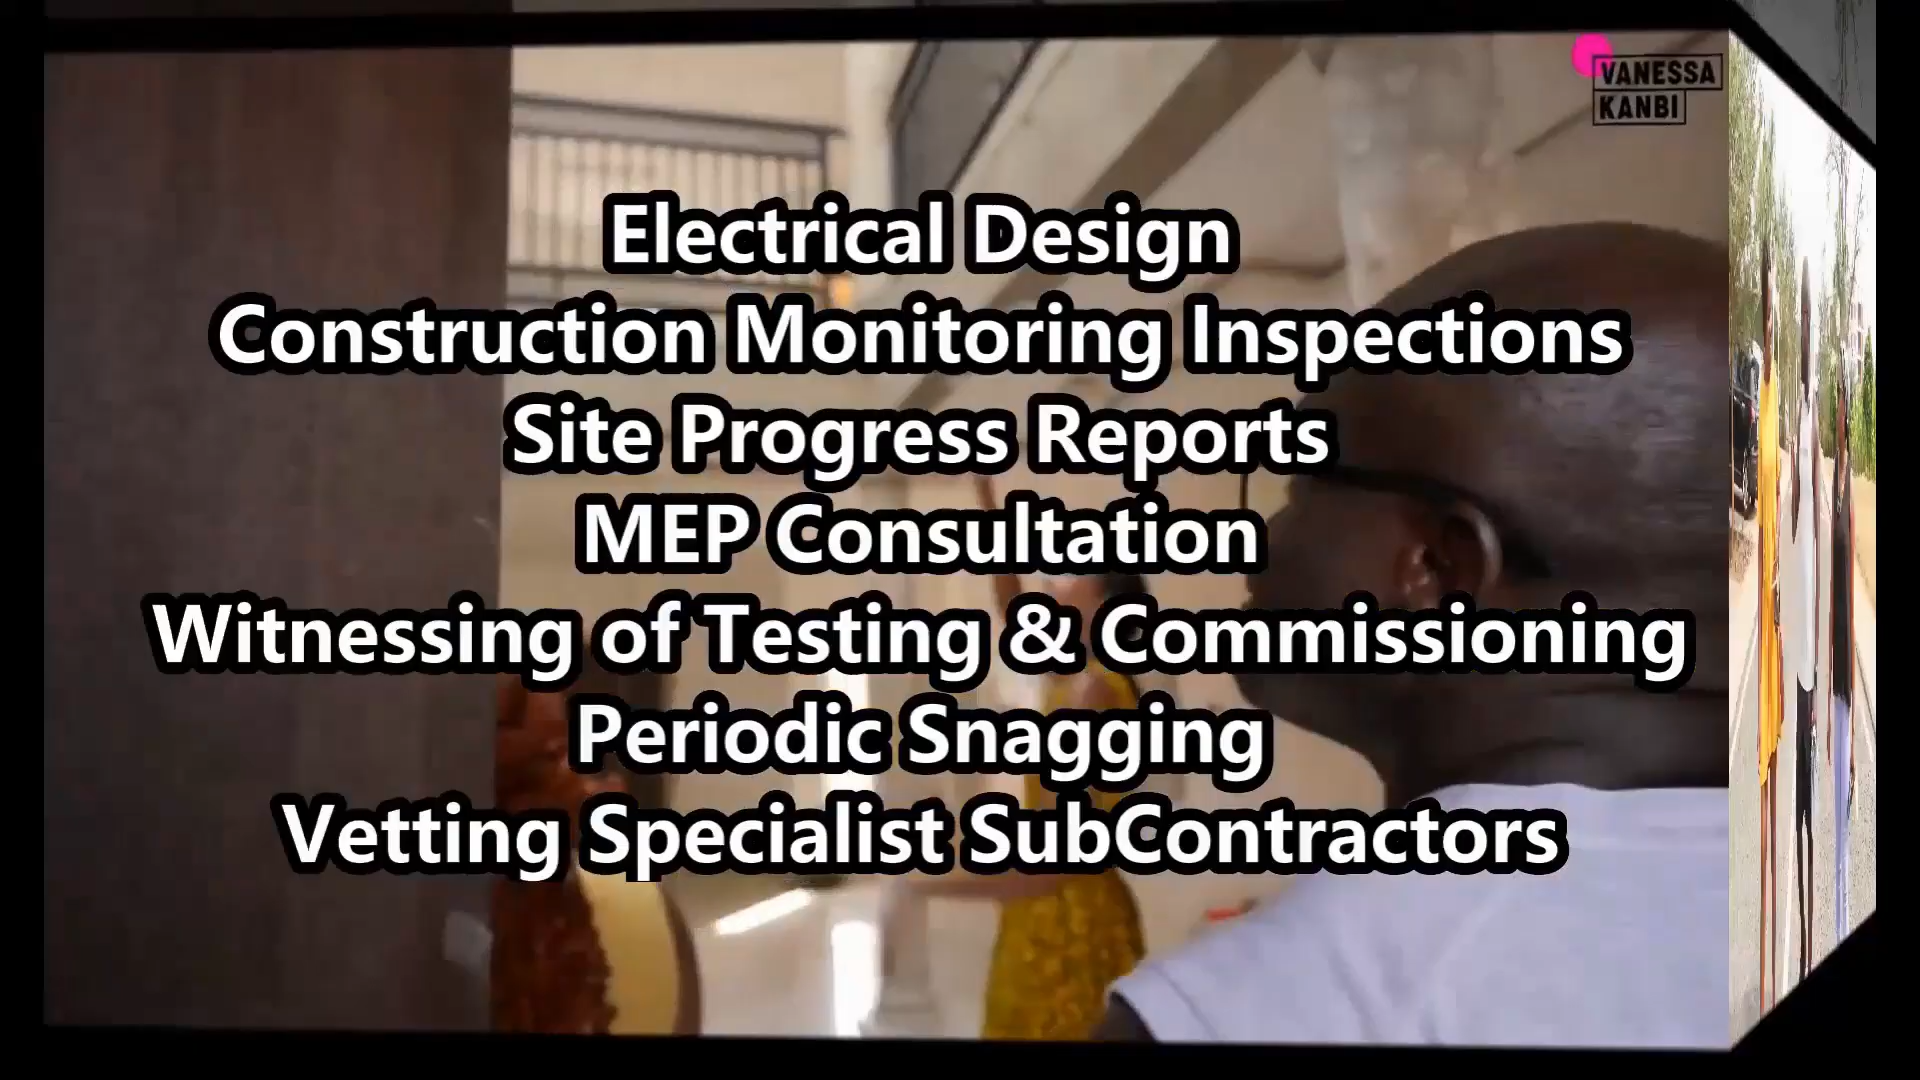 VANESSA
KANBI
Electrical Design
Construction Monitoring Inspections
Site Progress Reports
MEP Consultation
Witnessing of Testing & Commissioning
Periodic Snagging
Vetting Specialist SubContractors